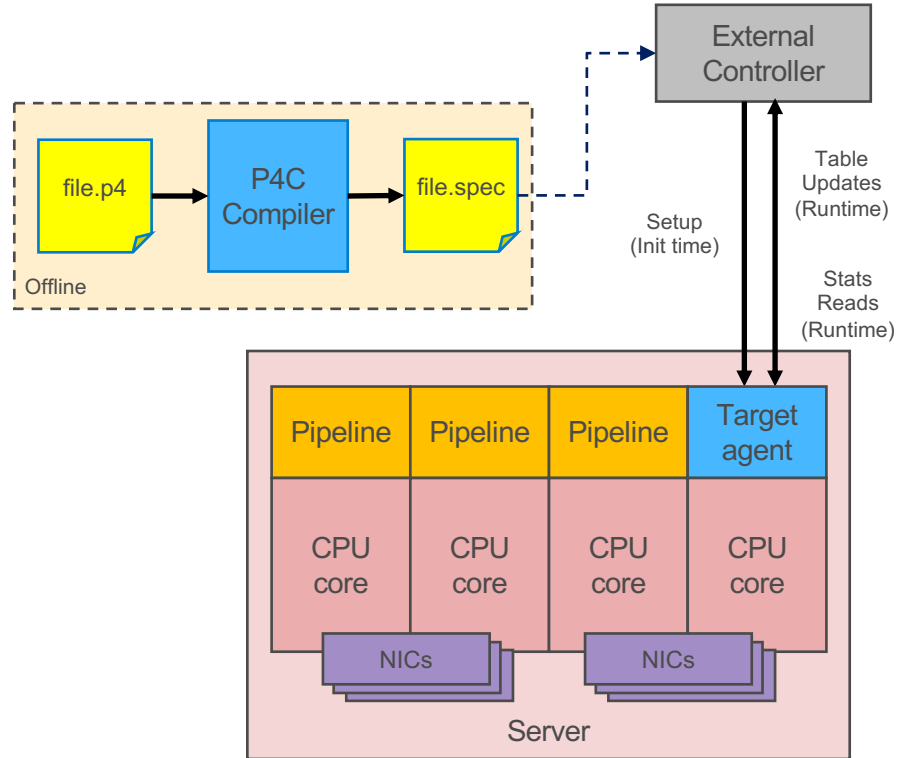 External
Controller
file.p4
P4C
Compiler
file.spec
Offline
Setup
(Init time)
Table
Updates
(Runtime)
Stats
Reads
(Runtime)
Pipeline
Pipeline
Pipeline
Target
agent
CPU
core
CPU
core
CPU
core
CPU
core
NICs
NICs
Server